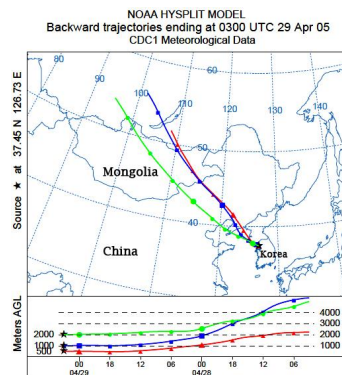 NOAA HYSPLIT MODEL
Backward trajectories ending at 0300 UTC 29 Apr 05
CDC1 Meteorological Data
Source ★ at 37.45 N 126.73 E
80
90
100
110
120
130
140
60
50
40
Mongolia
China
Korea
Meters AGL
2000
1000
500
4000
3000
2000
1000
00 18 12 06 00 18 12 06
04/29 04/28